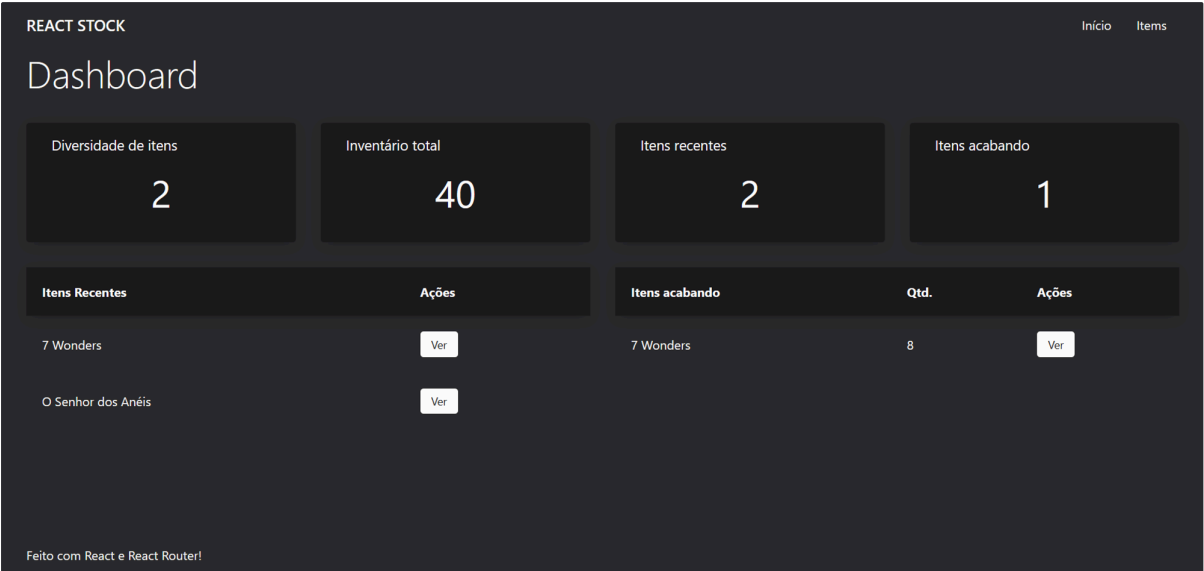 REACT STOCK Início Items
Dashboard
Diversidade de itens Inventário total Itens recentes Itens acabando
2 40 2 1
Itens Recentes Ações Itens acabando Qtd. Ações
7 Wonders Ver 7 Wonders 8 Ver
O Senhor dos Anéis Ver
Feito com React e React Router!